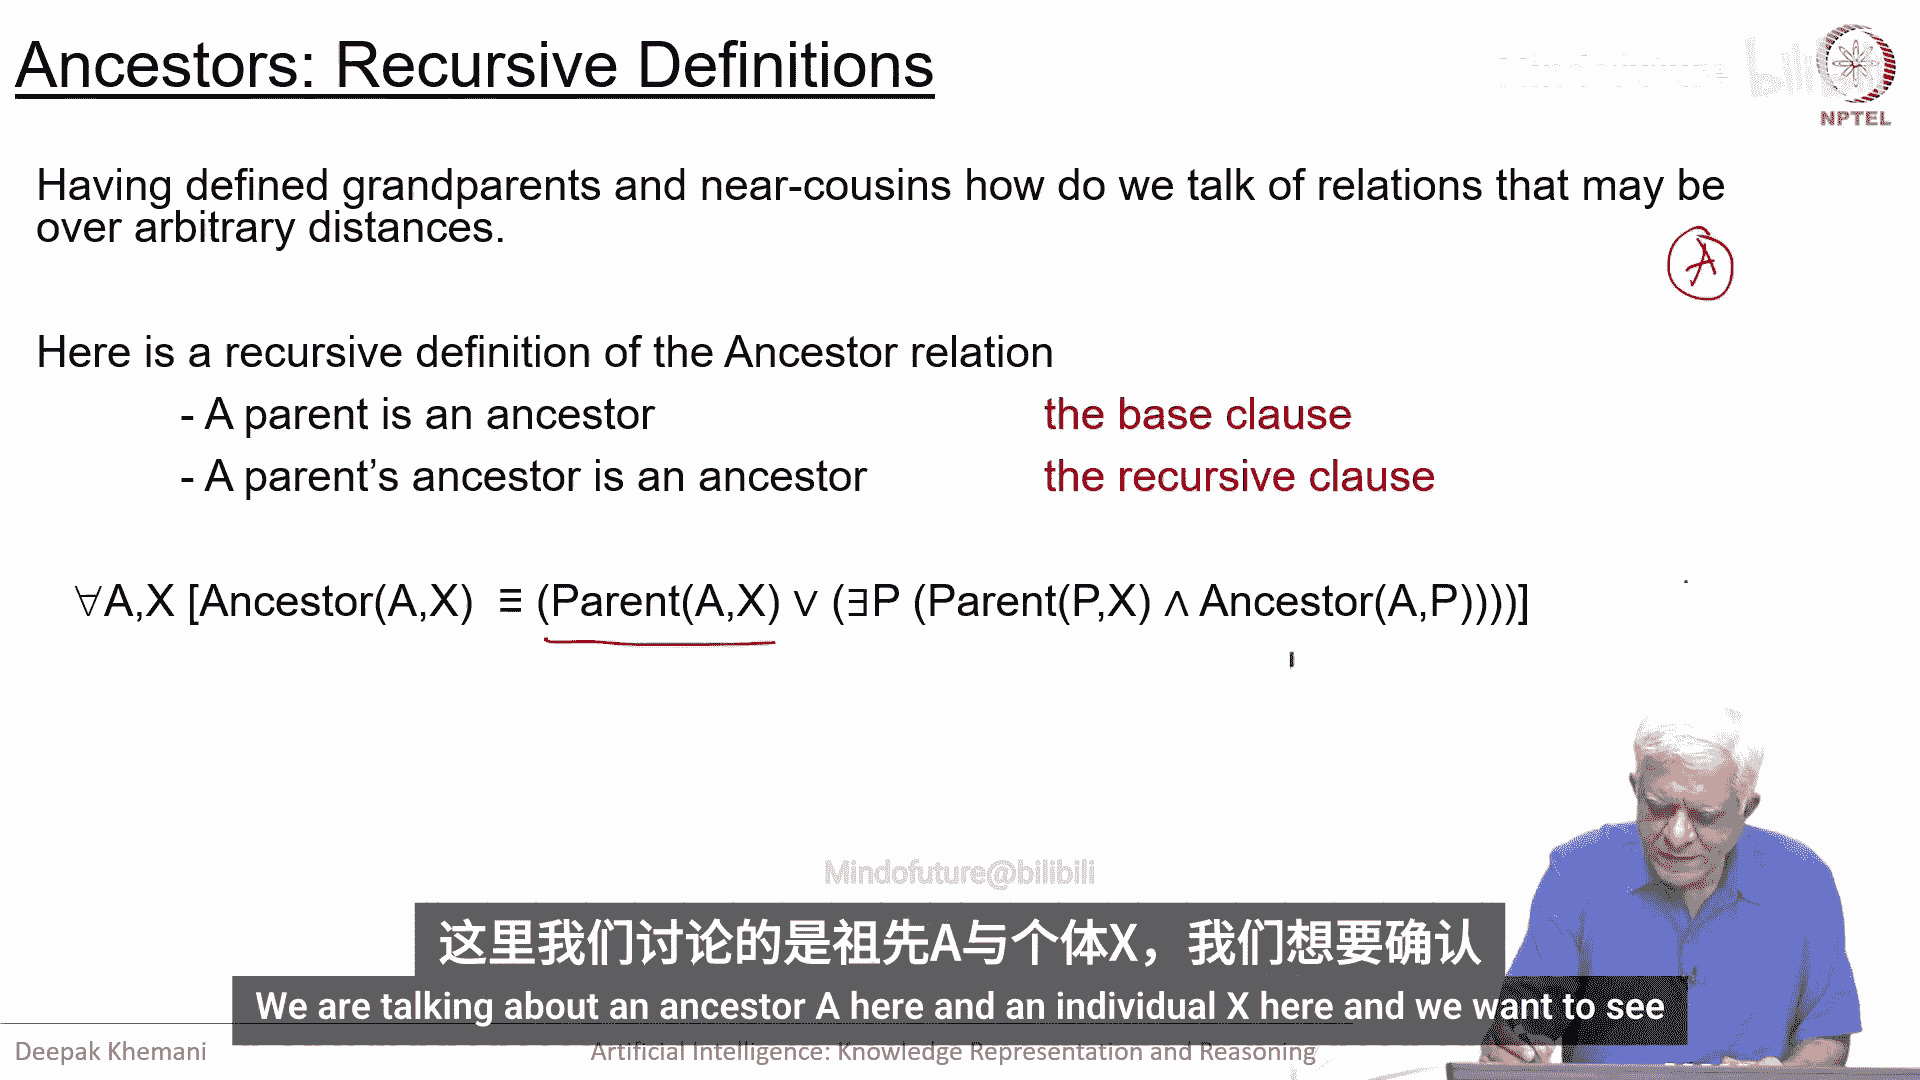 Ancestors: Recursive Definitions
NPTEL
Having defined grandparents and near-cousins how do we talk of relations that may be
over arbitrary distances.
A
Here is a recursive definition of the Ancestor relation
- A parent is an ancestor the base clause
- A parent’s ancestor is an ancestor the recursive clause
∀A,X [Ancestor(A,X) ≡ (Parent(A,X) ∨ (∃P (Parent(P,X) ∧ Ancestor(A,P))))]
Mindofuture@bilibili
这里我们讨论的是祖先A与个体X，我们想要确认
We are talking about an ancestor A here and an individual X here and we want to see
Deepak Khemani Artificial Intelligence: Knowledge Representation and Reasoning